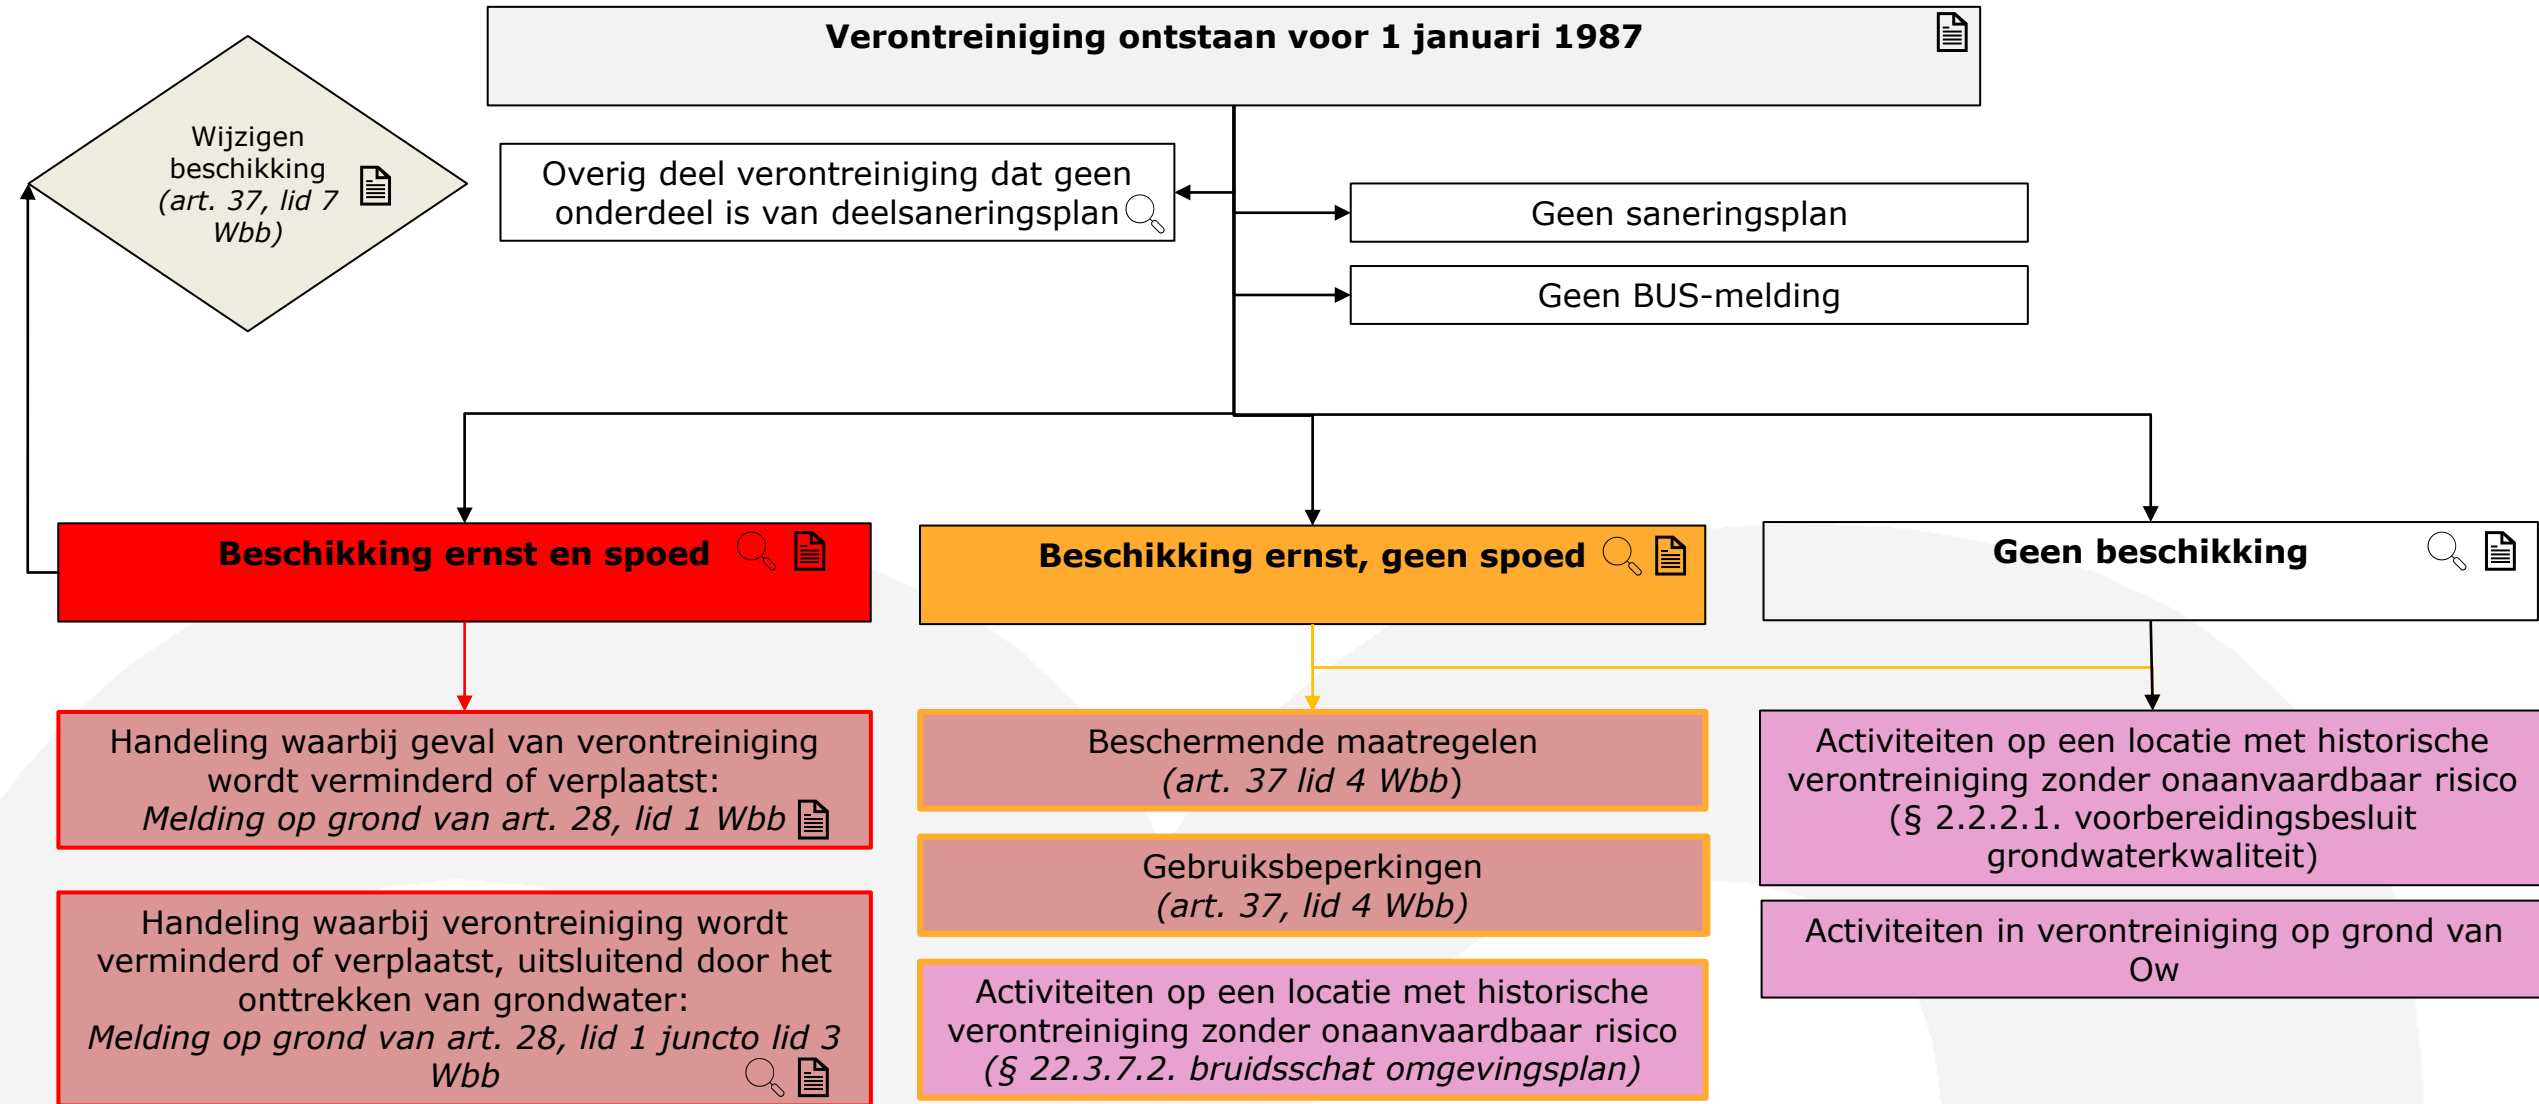 Verontreiniging ontstaan voor 1 januari 1987
Wijzigen
beschikking
(art. 37, lid 7
Wbb)
Overig deel verontreiniging dat geen
onderdeel is van deelsaneringsplan
Geen saneringsplan
Geen BUS-melding
Beschikking ernst en spoed
Beschikking ernst, geen spoed
Geen beschikking
Handeling waarbij geval van verontreiniging
wordt verminderd of verplaatst:
Melding op grond van art. 28, lid 1 Wbb
Handeling waarbij verontreiniging wordt
verminderd of verplaatst, uitsluitend door het
onttrekken van grondwater:
Melding op grond van art. 28, lid 1 juncto lid 3
Wbb
Beschermende maatregelen
(art. 37 lid 4 Wbb)
Gebruiksbeperkingen
(art. 37, lid 4 Wbb)
Activiteiten op een locatie met historische
verontreiniging zonder onaanvaardbaar risico
(§ 22.3.7.2. bruidsschat omgevingsplan)
Activiteiten op een locatie met historische
verontreiniging zonder onaanvaardbaar risico
(§ 2.2.2.1. voorbereidingsbesluit
grondwaterkwaliteit)
Activiteiten in verontreiniging op grond van
Ow